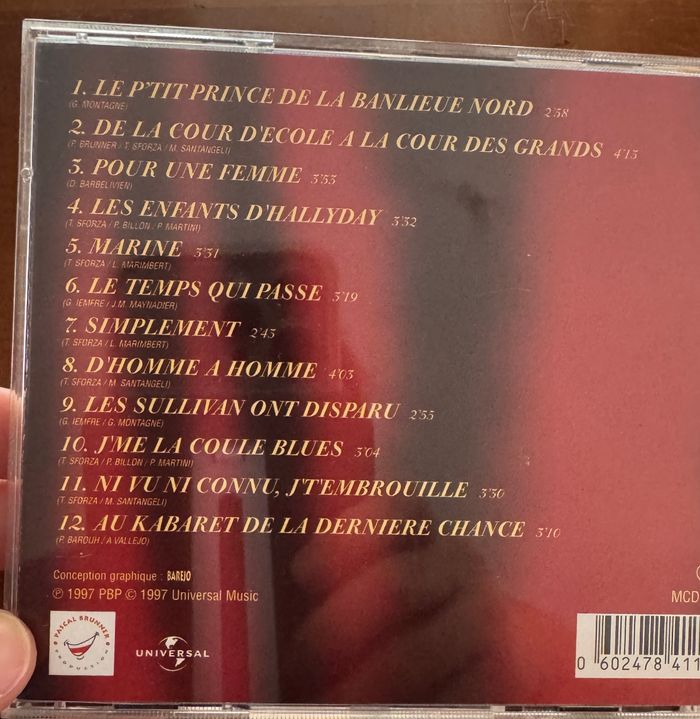 1. LE P'TIT PRINCE DE LA BANLIEUE NORD 2'58
(G. MONTAGNE)
2. DE LA COUR D'ECOLE A LA COUR DES GRANDS 4'13
(P. BRUNNER / T. SFORZA / M. SANTANGELI)
3. POUR UNE FEMME 3'53
(D. BARBELIVIEN)
4. LES ENFANTS D'HALLYDAY 3'32
(T. SFORZA / P. BILLON / P. MARTINI)
5. MARINE 3'31
(T. SFORZA / L. MARIMBERT)
6. LE TEMPS QUI PASSE 3'19
(G. IEMFRE / J.M. MAYNADIER)
7. SIMPLEMENT 2'43
(T. SFORZA / L. MARIMBERT)
8. D'HOMME A HOMME 4'03
(T. SFORZA / M. SANTANGELI)
9. LES SULLIVAN ONT DISPARU 2'55
(G. IEMFRE / G. MONTAGNE)
10. J'ME LA COULE BLUES 3'04
(T. SFORZA / P. BILLON / P. MARTINI)
11. NI VU NI CONNU, J'T'EMBROUILLE 3'30
(T. SFORZA / M. SANTANGELI)
12. AU KABARET DE LA DERNIERE CHANCE 3'10
(P. BAROUH / A VALLEJO)
Conception graphique : BAREJO
℗ 1997 PBP © 1997 Universal Music
MCD
PASCAL BRUNNER
PRODUCTION
UNIVERSAL
0 602478 411